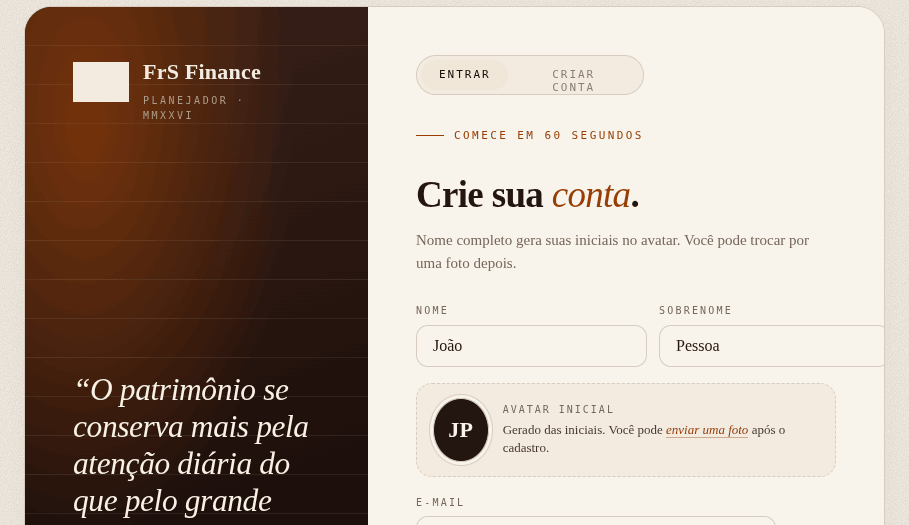 FrS Finance
PLANEJADOR ·
MMXXVI
“O patrimônio se
conserva mais pela
atenção diária do
que pelo grande
ENTRAR
CRIAR
CONTA
COMECE EM 60 SEGUNDOS
Crie sua conta.
Nome completo gera suas iniciais no avatar. Você pode trocar por
uma foto depois.
NOME
SOBRENOME
João
Pessoa
JP
AVATAR INICIAL
Gerado das iniciais. Você pode enviar uma foto após o
cadastro.
E-MAIL